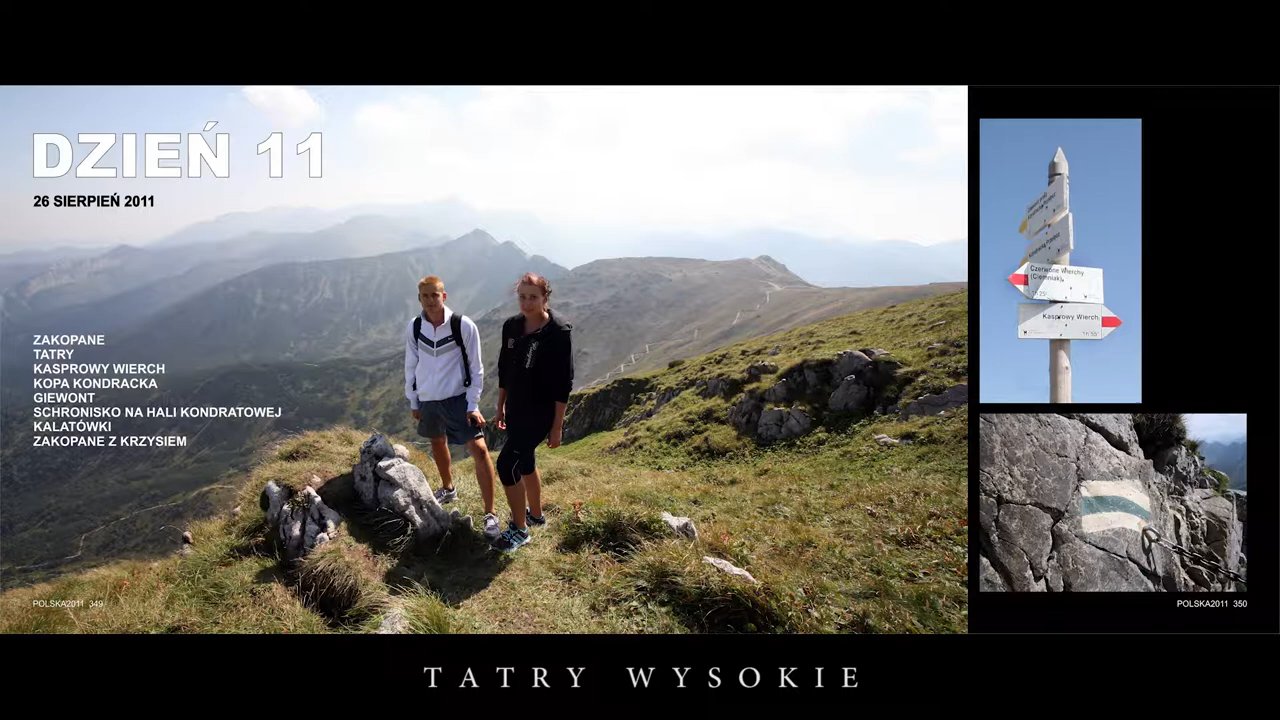 DZIEŃ 11
26 SIERPIEŃ 2011
ZAKOPANE
TATRY
KASPROWY WIERCH
KOPA KONDRACKA
GIEWONT
SCHRONISKO NA HALI KONDRATOWEJ
KALATÓWKI
ZAKOPANE Z KRZYSIEM
POLSKA2011 349
Czerwone Wierchy
(Ciemniak)
Kasprowy Wierch
POLSKA2011 350
TATRY WYSOKIE